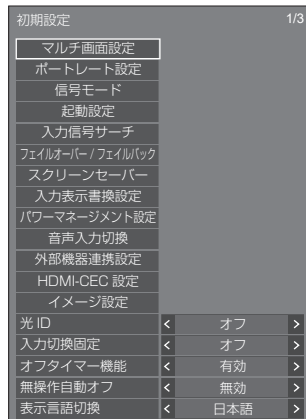 初期設定 1/3
マルチ画面設定
ポートレート設定
信号モード
起動設定
入力信号サーチ
フェイルオーバー / フェイルバック
スクリーンセーバー
入力表示書換設定
パワーマネージメント設定
音声入力切換
外部機器連携設定
HDMI-CEC 設定
イメージ設定
光 ID < オフ >
入力切換固定 < オフ >
オフタイマー機能 < 有効 >
無操作自動オフ < 無効 >
表示言語切換 < 日本語 >